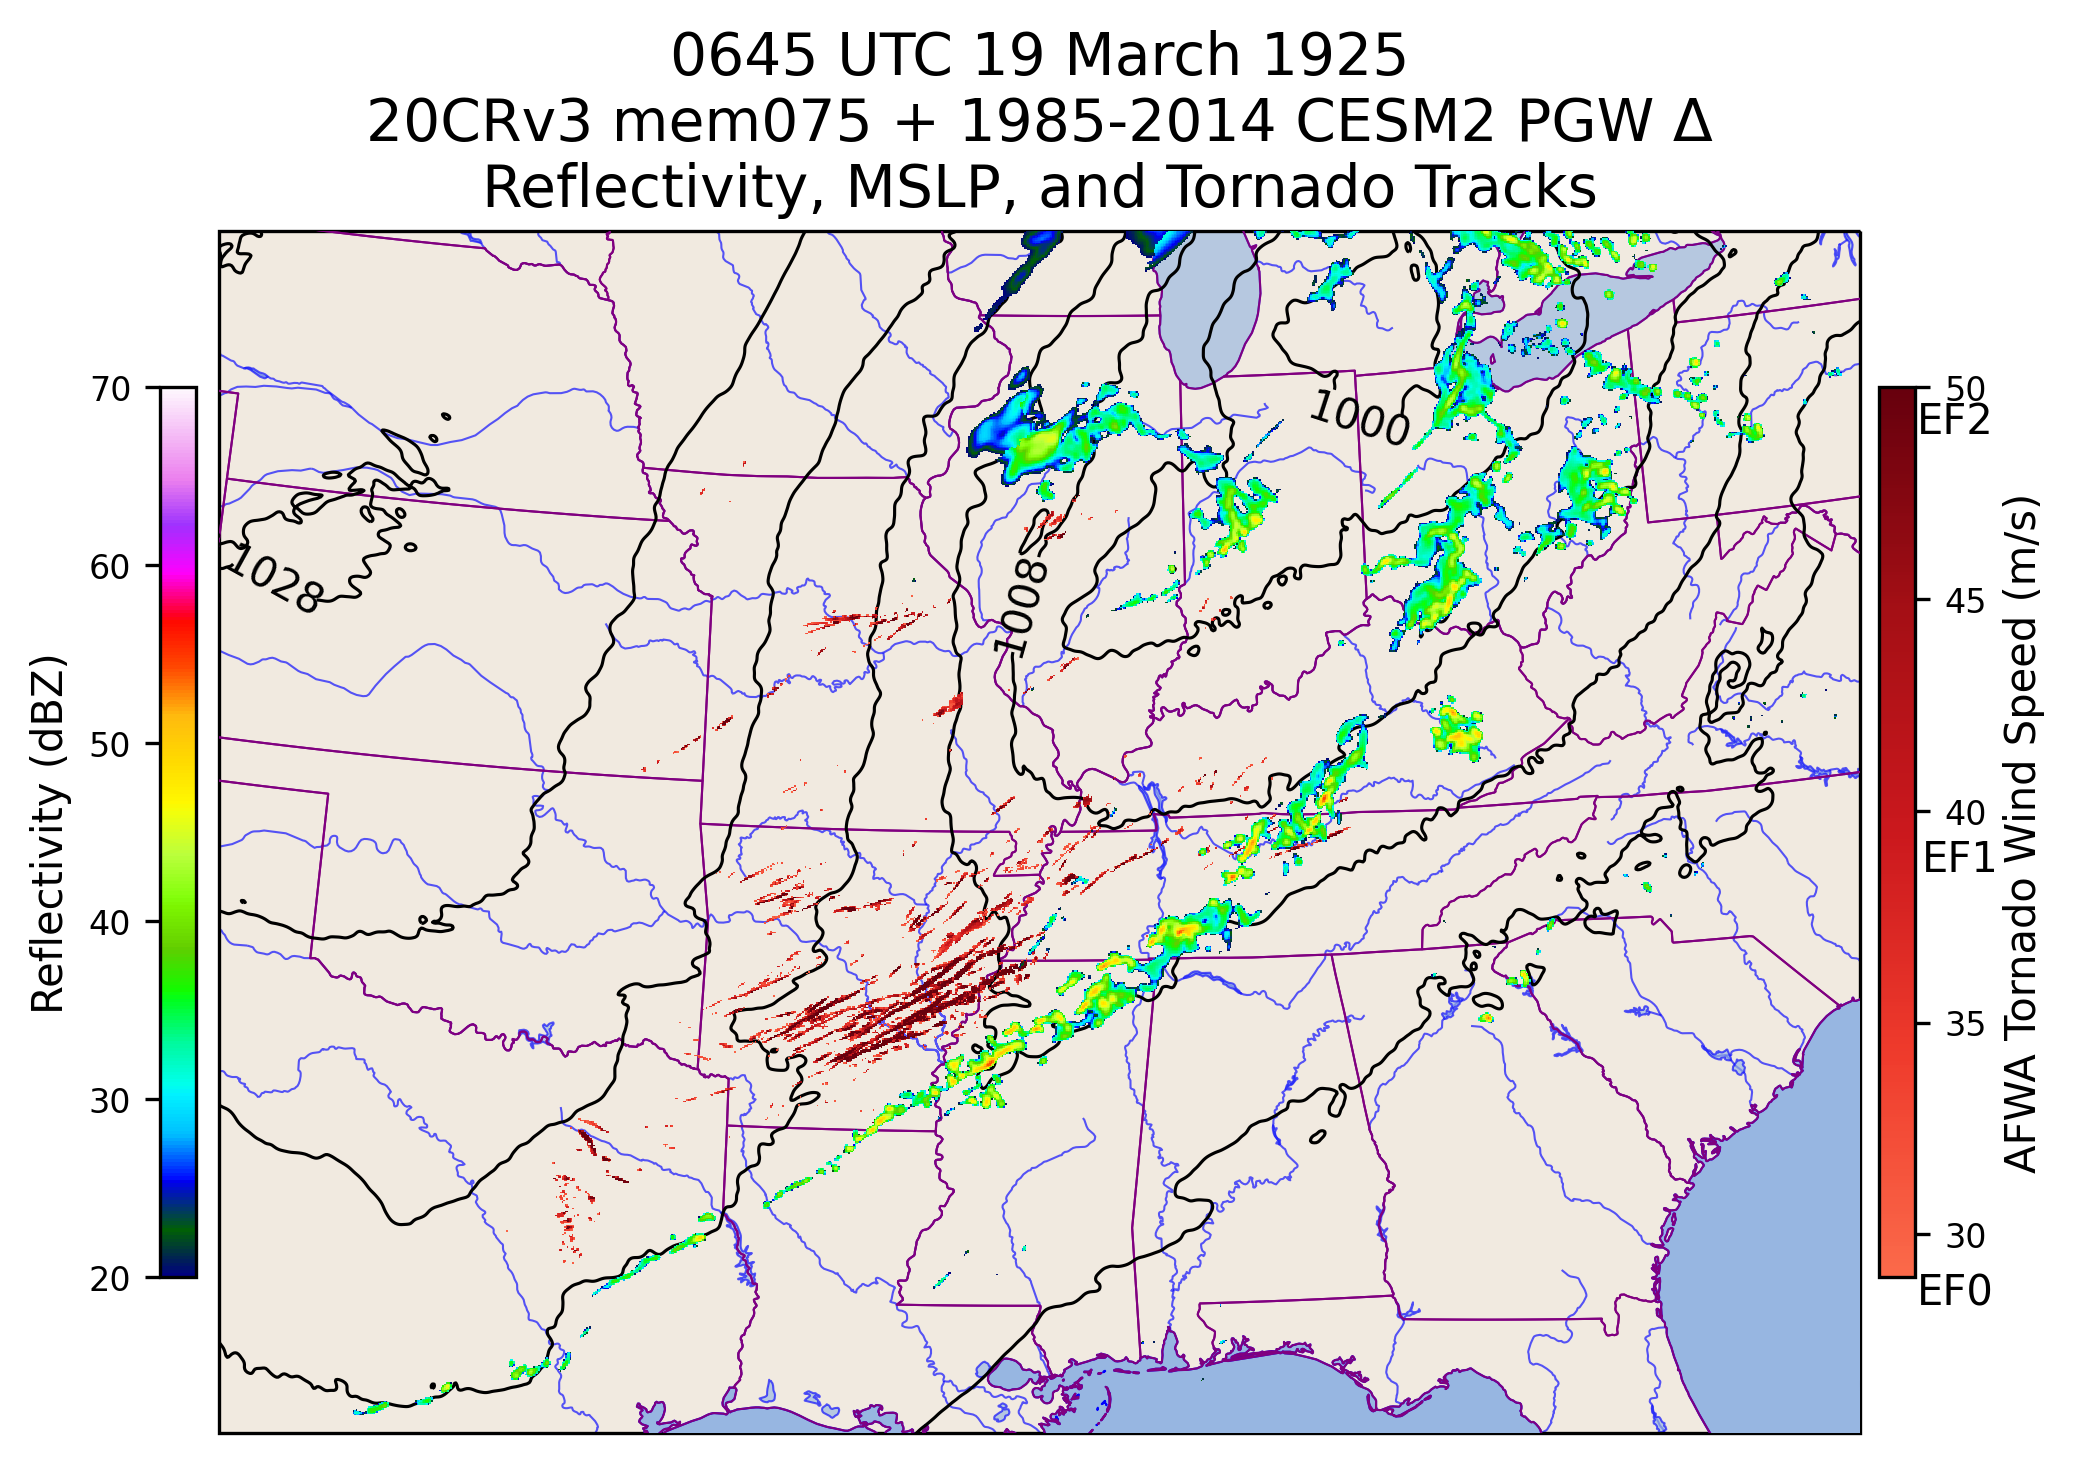 0645 UTC 19 March 1925
20CRv3 mem075 + 1985-2014 CESM2 PGW Δ
Reflectivity, MSLP, and Tornado Tracks
Reflectivity (dBZ)
70
60
50
40
30
20
1028
1008
1000
50
EF2
45
40
EF1
35
30
EF0
AFWA Tornado Wind Speed (m/s)